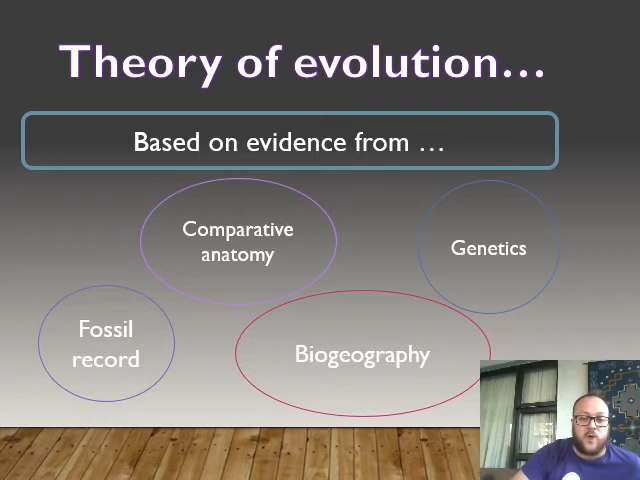 Theory of evolution…
Based on evidence from …
Comparative
anatomy
Genetics
Fossil
record
Biogeography